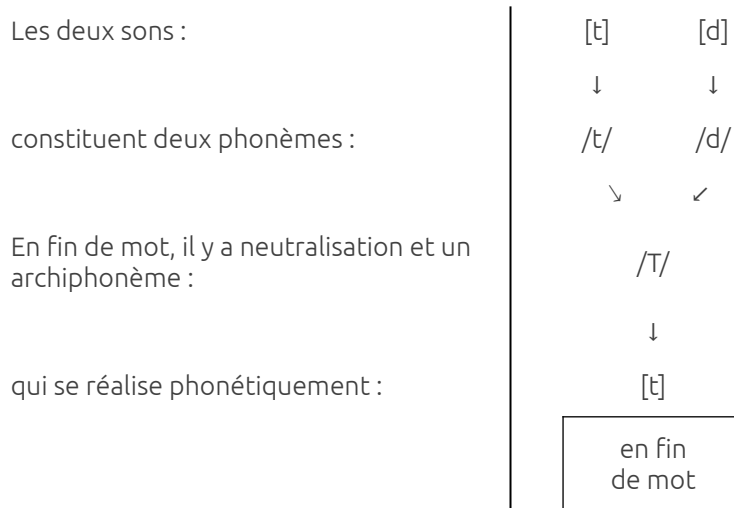 Les deux sons : [t] [d]
↓ ↓
constituent deux phonèmes : /t/ /d/
↘ ↙
En fin de mot, il y a neutralisation et un
archiphonème : /T/
↓
qui se réalise phonétiquement : [t]
en fin
de mot